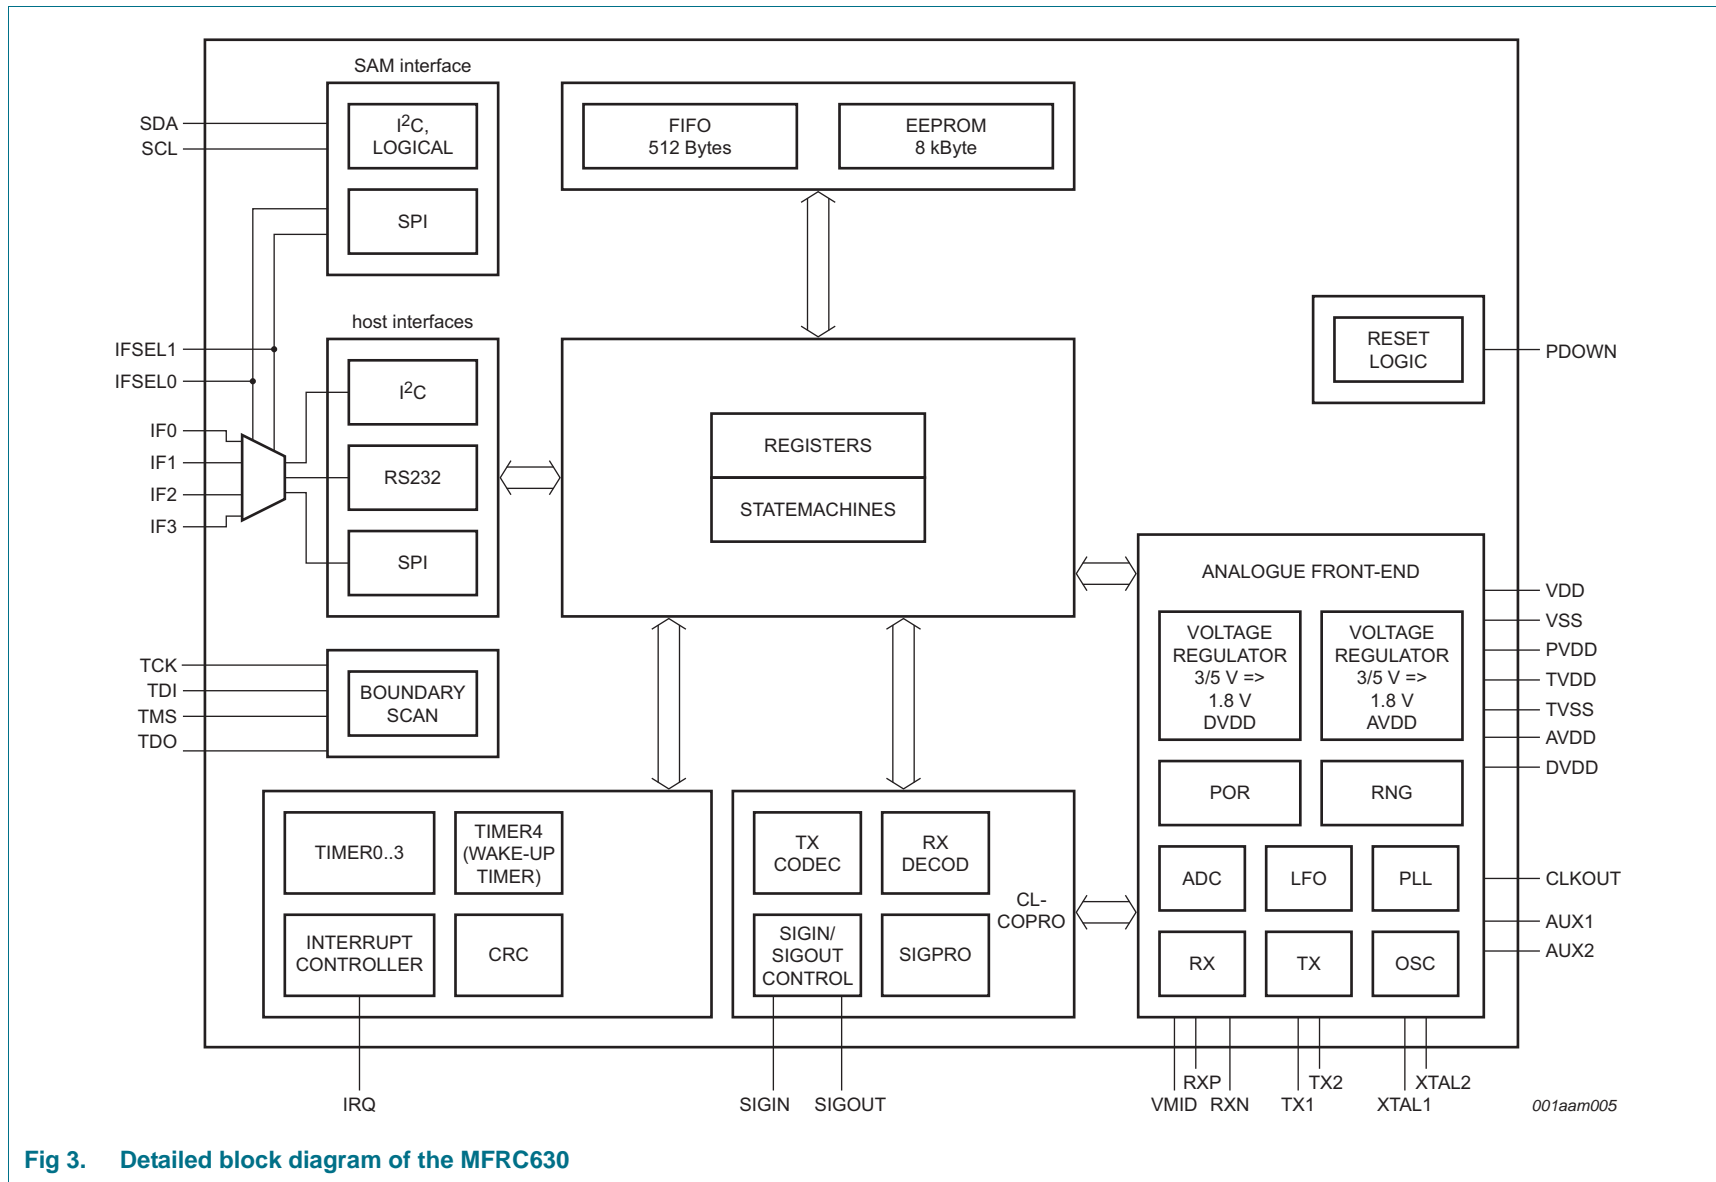 SAM interface
I²C,
LOGICAL
SPI
SDA
SCL
FIFO
512 Bytes
EEPROM
8 kByte
RESET
LOGIC
PDOWN
host interfaces
IFSEL1
IFSEL0
IF0
IF1
IF2
IF3
I²C
RS232
SPI
REGISTERS
STATEMACHINES
TCK
TDI
TMS
TDO
BOUNDARY
SCAN
ANALOGUE FRONT-END
VOLTAGE
REGULATOR
3/5 V =>
1.8 V
DVDD
VOLTAGE
REGULATOR
3/5 V =>
1.8 V
AVDD
POR
RNG
ADC
LFO
PLL
RX
TX
OSC
VDD
VSS
PVDD
TVDD
TVSS
AVDD
DVDD
CLKOUT
AUX1
AUX2
TIMER0..3
TIMER4
(WAKE-UP
TIMER)
INTERRUPT
CONTROLLER
CRC
TX
CODEC
RX
DECOD
CL-
COPRO
SIGIN/
SIGOUT
CONTROL
SIGPRO
IRQ
SIGIN
SIGOUT
VMID
RXP
RXN
TX1
TX2
XTAL1
XTAL2
001aam005
Fig 3. Detailed block diagram of the MFRC630